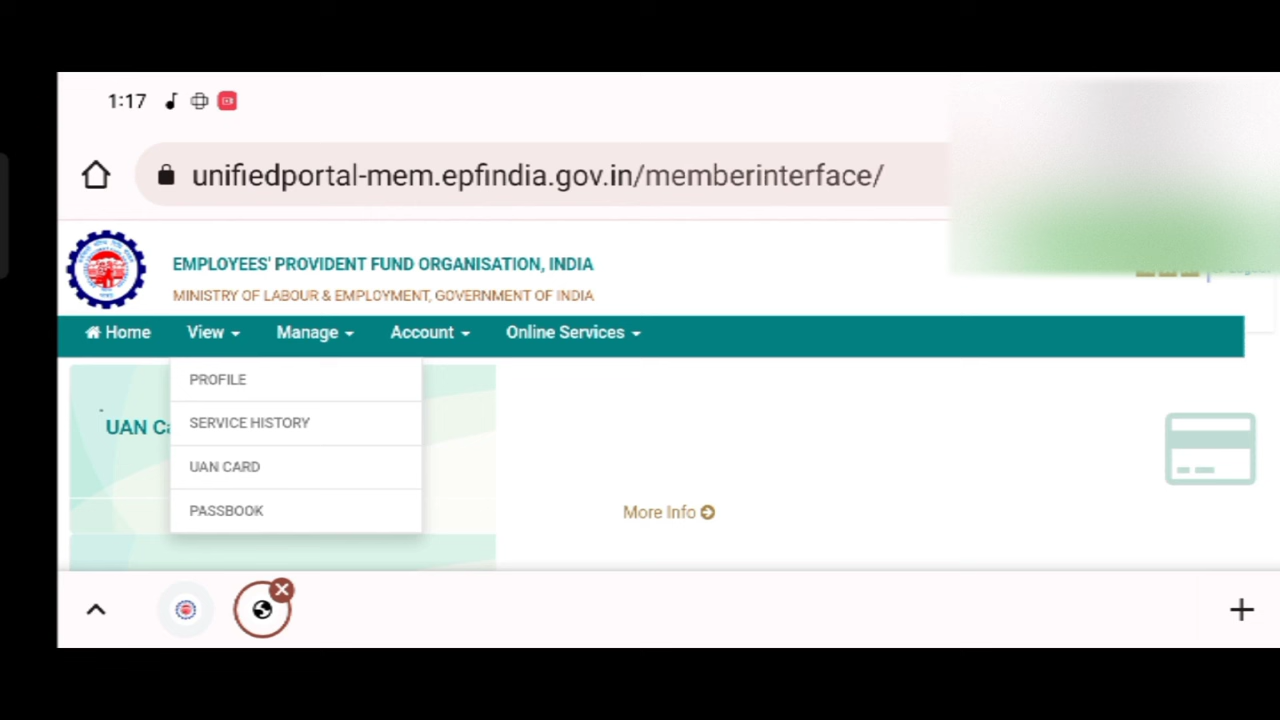 1:17
unifiedportal-mem.epfindia.gov.in/memberinterface/
EMPLOYEES' PROVIDENT FUND ORGANISATION, INDIA
MINISTRY OF LABOUR & EMPLOYMENT, GOVERNMENT OF INDIA
Home View Manage Account Online Services
PROFILE
UAN
SERVICE HISTORY
UAN CARD
PASSBOOK
More Info